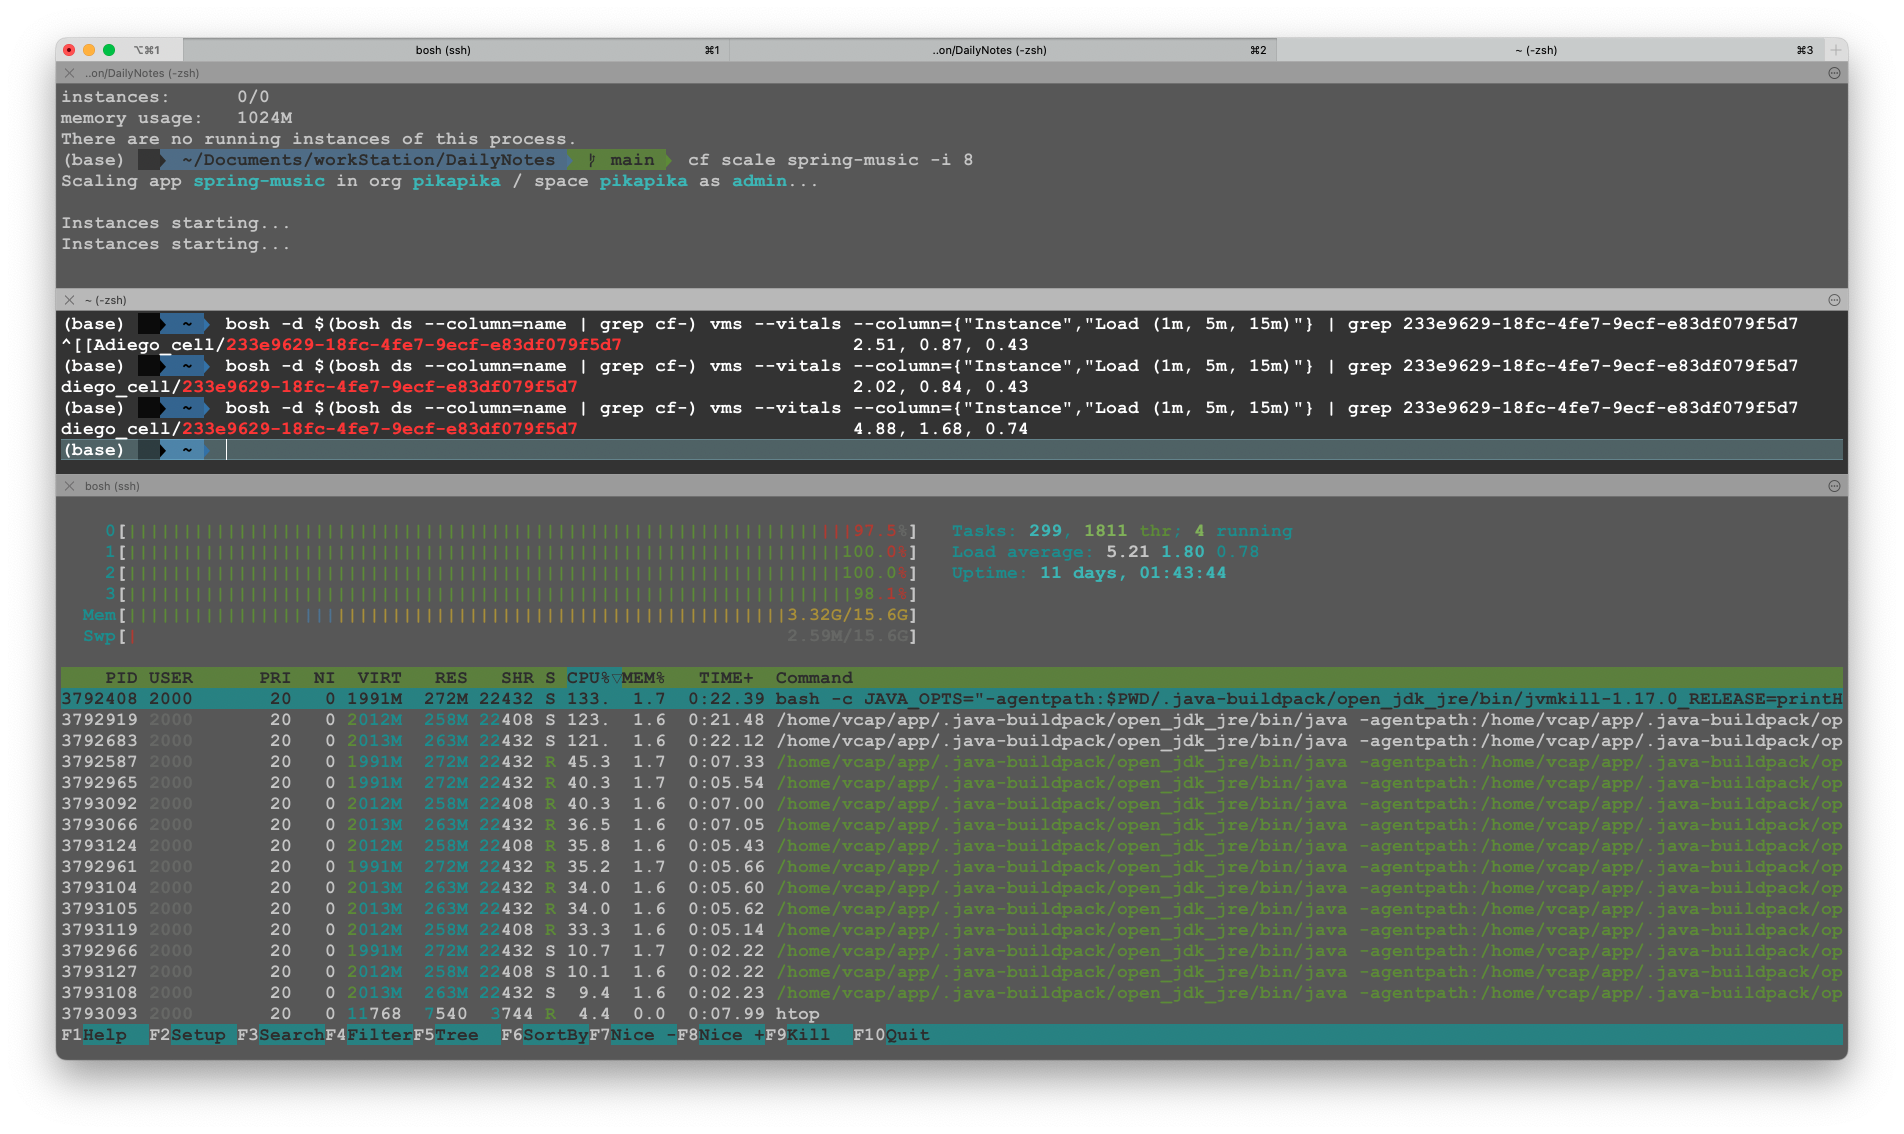 ⌥⌘1 bosh (ssh) ⌘1 ..on/DailyNotes (-zsh) ⌘2 ~ (-zsh) ⌘3
..on/DailyNotes (-zsh)
instances: 0/0
memory usage: 1024M
There are no running instances of this process.
(base) ~/Documents/workStation/DailyNotes main cf scale spring-music -i 8
Scaling app spring-music in org pikapika / space pikapika as admin...
Instances starting...
Instances starting...
~ (-zsh)
(base) ~ bosh -d $(bosh ds --column=name | grep cf-) vms --vitals --column={"Instance","Load (1m, 5m, 15m)"} | grep 233e9629-18fc-4fe7-9ecf-e83df079f5d7
^[[Adiego_cell/233e9629-18fc-4fe7-9ecf-e83df079f5d7 2.51, 0.87, 0.43
(base) ~ bosh -d $(bosh ds --column=name | grep cf-) vms --vitals --column={"Instance","Load (1m, 5m, 15m)"} | grep 233e9629-18fc-4fe7-9ecf-e83df079f5d7
diego_cell/233e9629-18fc-4fe7-9ecf-e83df079f5d7 2.02, 0.84, 0.43
(base) ~ bosh -d $(bosh ds --column=name | grep cf-) vms --vitals --column={"Instance","Load (1m, 5m, 15m)"} | grep 233e9629-18fc-4fe7-9ecf-e83df079f5d7
diego_cell/233e9629-18fc-4fe7-9ecf-e83df079f5d7 4.88, 1.68, 0.74
(base) ~
bosh (ssh)
0[ 97.5%] Tasks: 299, 1811 thr; 4 running
1[ 100.0%] Load average: 5.21 1.80 0.78
2[ 100.0%] Uptime: 11 days, 01:43:44
3[ 98.1%]
Mem[ 3.32G/15.6G]
Swp[ 2.59M/15.6G]
PID USER PRI NI VIRT RES SHR S CPU%▽MEM% TIME+ Command
3792408 2000 20 0 1991M 272M 22432 S 133. 1.7 0:22.39 bash -c JAVA_OPTS="-agentpath:$PWD/.java-buildpack/open_jdk_jre/bin/jvmkill-1.17.0_RELEASE=printH
3792919 2000 20 0 2012M 258M 22408 S 123. 1.6 0:21.48 /home/vcap/app/.java-buildpack/open_jdk_jre/bin/java -agentpath:/home/vcap/app/.java-buildpack/op
3792683 2000 20 0 2013M 263M 22432 S 121. 1.6 0:22.12 /home/vcap/app/.java-buildpack/open_jdk_jre/bin/java -agentpath:/home/vcap/app/.java-buildpack/op
3792587 2000 20 0 1991M 272M 22432 R 45.3 1.7 0:07.33 /home/vcap/app/.java-buildpack/open_jdk_jre/bin/java -agentpath:/home/vcap/app/.java-buildpack/op
3792965 2000 20 0 1991M 272M 22432 R 40.3 1.7 0:05.54 /home/vcap/app/.java-buildpack/open_jdk_jre/bin/java -agentpath:/home/vcap/app/.java-buildpack/op
3793092 2000 20 0 2012M 258M 22408 R 40.3 1.6 0:07.00 /home/vcap/app/.java-buildpack/open_jdk_jre/bin/java -agentpath:/home/vcap/app/.java-buildpack/op
3793066 2000 20 0 2013M 263M 22432 R 36.5 1.6 0:07.05 /home/vcap/app/.java-buildpack/open_jdk_jre/bin/java -agentpath:/home/vcap/app/.java-buildpack/op
3793124 2000 20 0 2012M 258M 22408 R 35.8 1.6 0:05.43 /home/vcap/app/.java-buildpack/open_jdk_jre/bin/java -agentpath:/home/vcap/app/.java-buildpack/op
3792961 2000 20 0 1991M 272M 22432 R 35.2 1.7 0:05.66 /home/vcap/app/.java-buildpack/open_jdk_jre/bin/java -agentpath:/home/vcap/app/.java-buildpack/op
3793104 2000 20 0 2013M 263M 22432 R 34.0 1.6 0:05.60 /home/vcap/app/.java-buildpack/open_jdk_jre/bin/java -agentpath:/home/vcap/app/.java-buildpack/op
3793105 2000 20 0 2013M 263M 22432 R 34.0 1.6 0:05.62 /home/vcap/app/.java-buildpack/open_jdk_jre/bin/java -agentpath:/home/vcap/app/.java-buildpack/op
3793119 2000 20 0 2012M 258M 22408 R 33.3 1.6 0:05.14 /home/vcap/app/.java-buildpack/open_jdk_jre/bin/java -agentpath:/home/vcap/app/.java-buildpack/op
3792966 2000 20 0 1991M 272M 22432 S 10.7 1.7 0:02.22 /home/vcap/app/.java-buildpack/open_jdk_jre/bin/java -agentpath:/home/vcap/app/.java-buildpack/op
3793127 2000 20 0 2012M 258M 22408 S 10.1 1.6 0:02.22 /home/vcap/app/.java-buildpack/open_jdk_jre/bin/java -agentpath:/home/vcap/app/.java-buildpack/op
3793108 2000 20 0 2013M 263M 22432 S 9.4 1.6 0:02.23 /home/vcap/app/.java-buildpack/open_jdk_jre/bin/java -agentpath:/home/vcap/app/.java-buildpack/op
3793093 2000 20 0 11768 7540 3744 R 4.4 0.0 0:07.99 htop
F1Help F2Setup F3SearchF4FilterF5Tree F6SortByF7Nice -F8Nice +F9Kill F10Quit